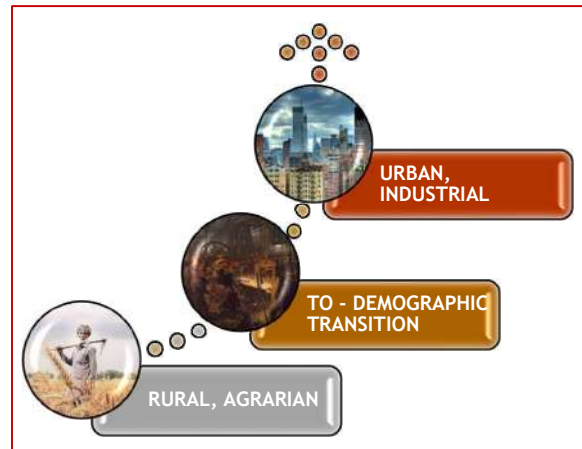 URBAN,
INDUSTRIAL
TO - DEMOGRAPHIC
TRANSITION
RURAL, AGRARIAN